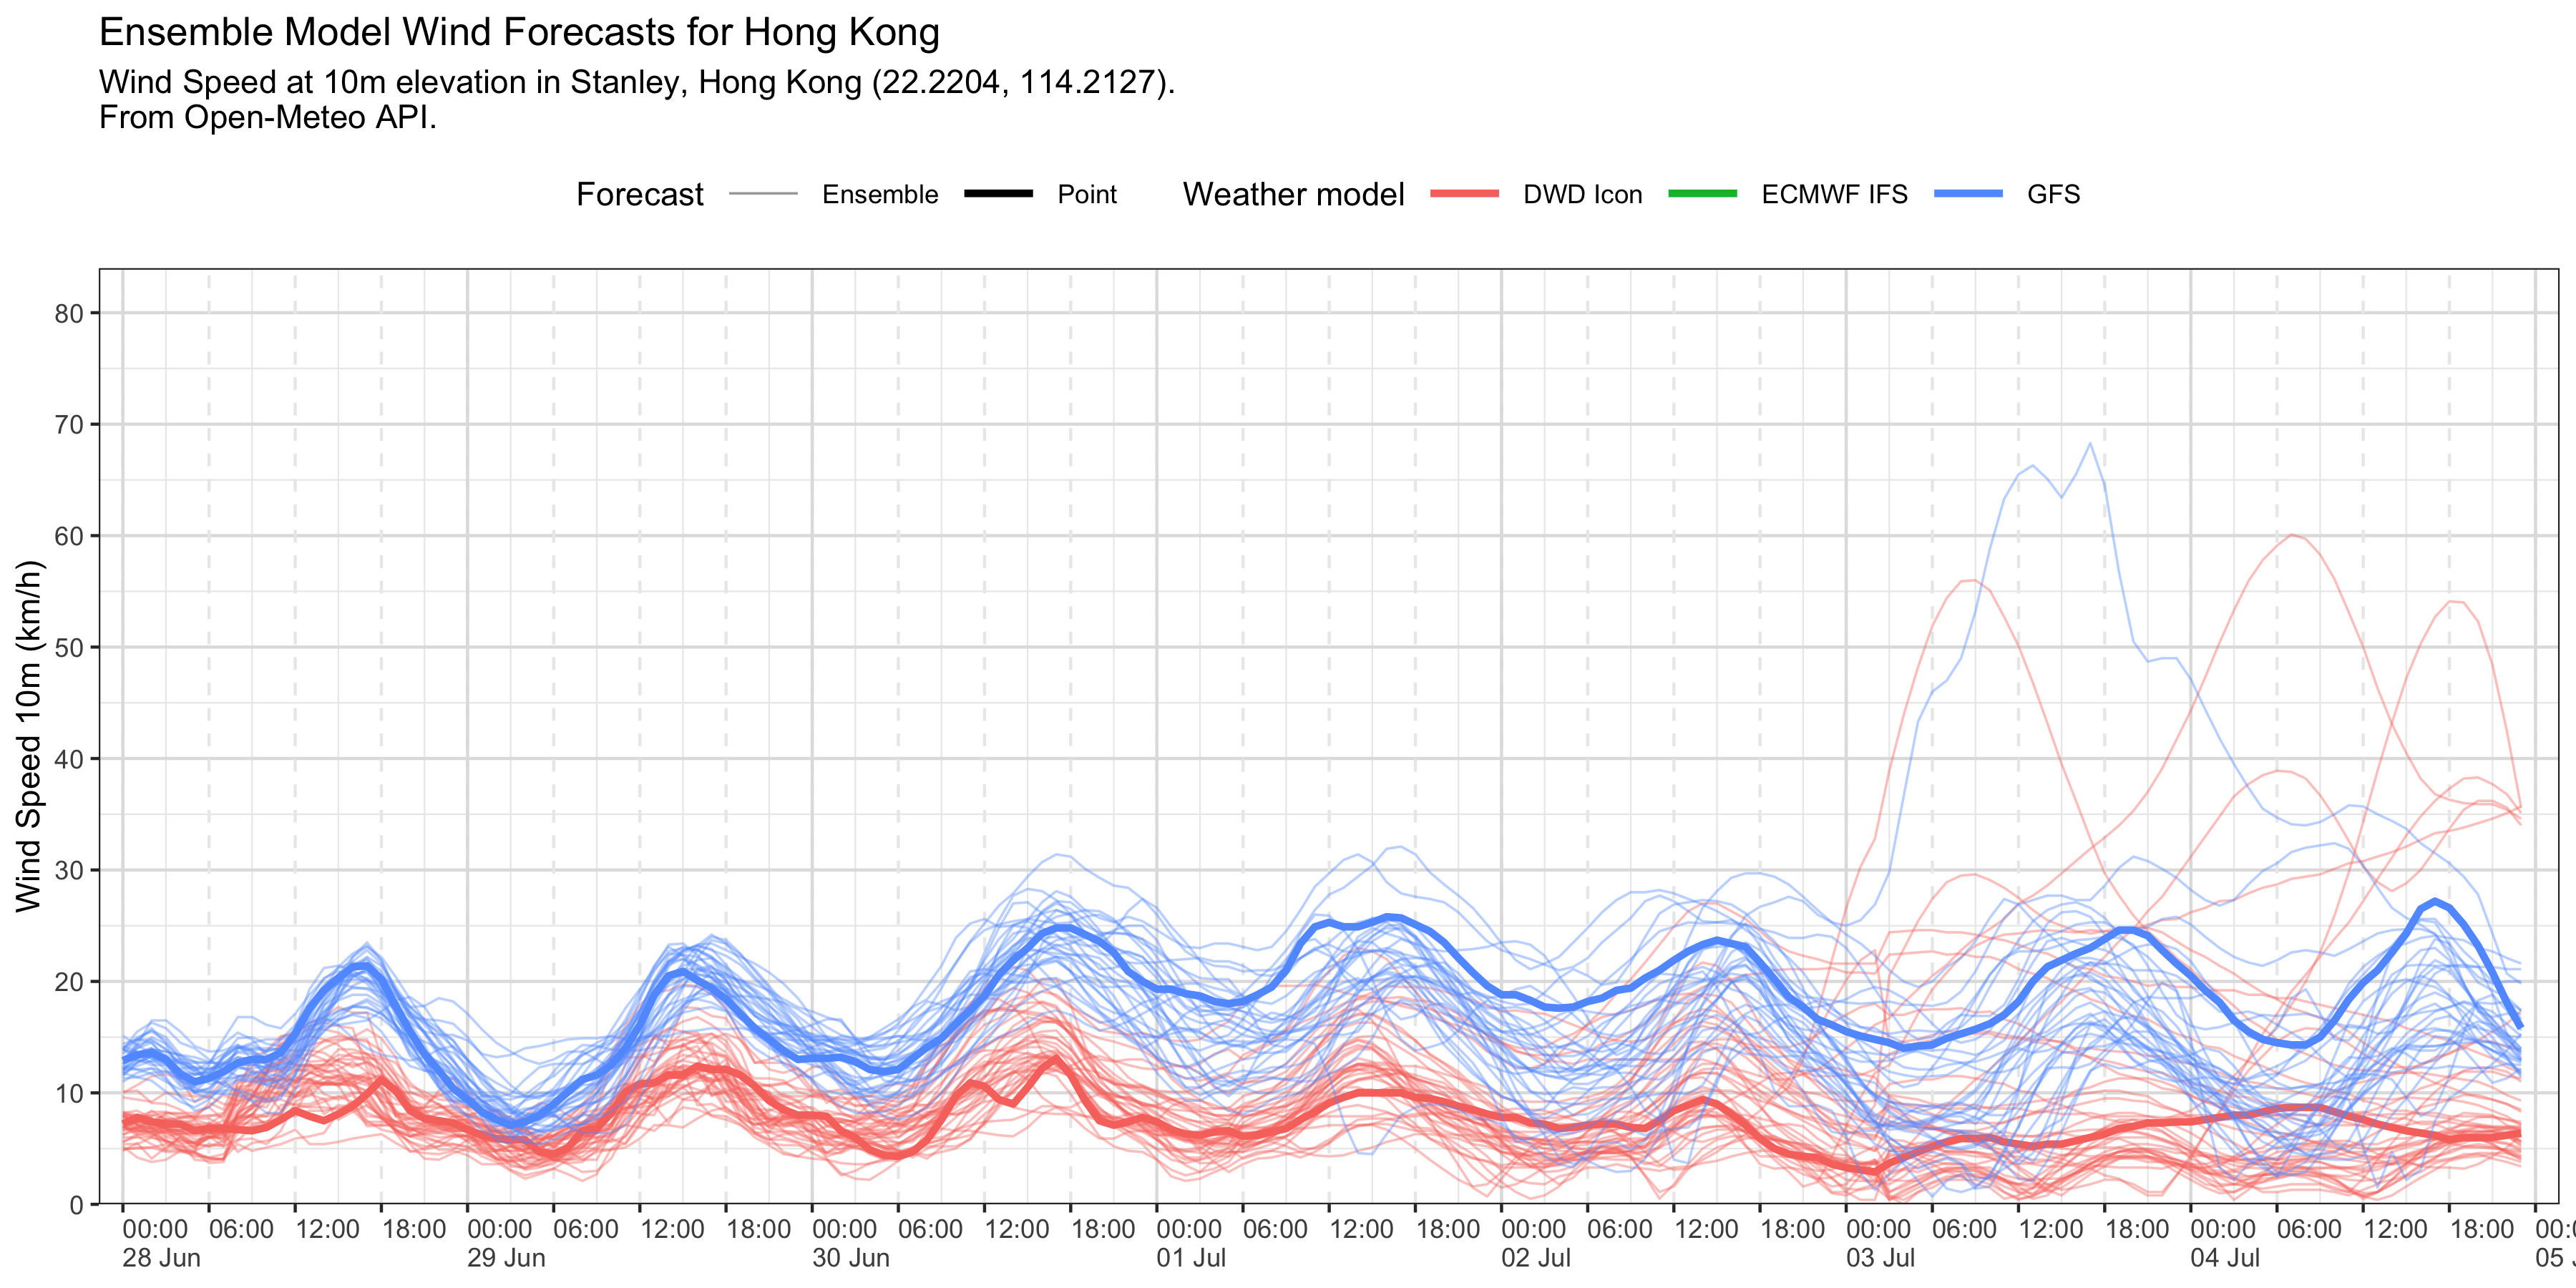 Ensemble Model Wind Forecasts for Hong Kong
Wind Speed at 10m elevation in Stanley, Hong Kong (22.2204, 114.2127).
From Open-Meteo API.
Forecast Ensemble Point Weather model DWD Icon ECMWF IFS GFS
Wind Speed 10m (km/h)
80
70
60
50
40
30
20
10
0
00:00 06:00 12:00 18:00 00:00 06:00 12:00 18:00 00:00 06:00 12:00 18:00 00:00 06:00 12:00 18:00 00:00 06:00 12:00 18:00 00:00 06:00 12:00 18:00 00:00 06:00 12:00 18:00
28 Jun 29 Jun 30 Jun 01 Jul 02 Jul 03 Jul 04 Jul 05